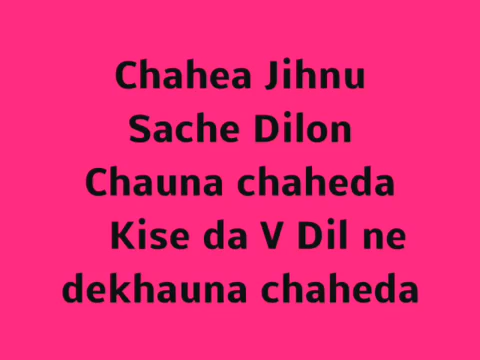 Chahea Jihnu
Sache Dilon
Chauna chaheda
Kise da V Dil ne
dekhauna chaheda